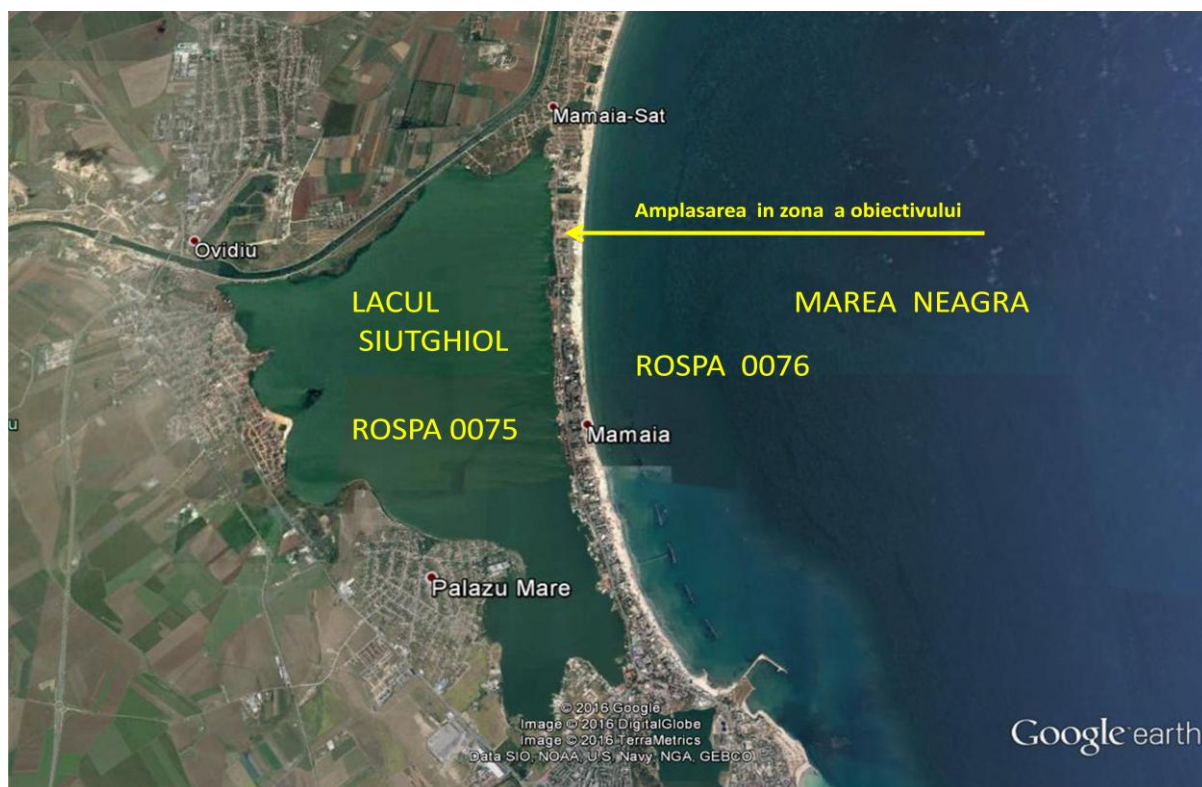 Mamaia-Sat
Amplasarea in zona a obiectivului
Ovidiu
LACUL
SIUTGHIOL
MAREA NEAGRA
ROSPA 0076
ROSPA 0075
u
Mamaia
Palazu Mare
© 2016 Google
Image © 2016 DigitalGlobe
Image © 2016 TerraMetrics
Data SIO, NOAA, U.S. Navy, NGA, GEBCO
Google earth